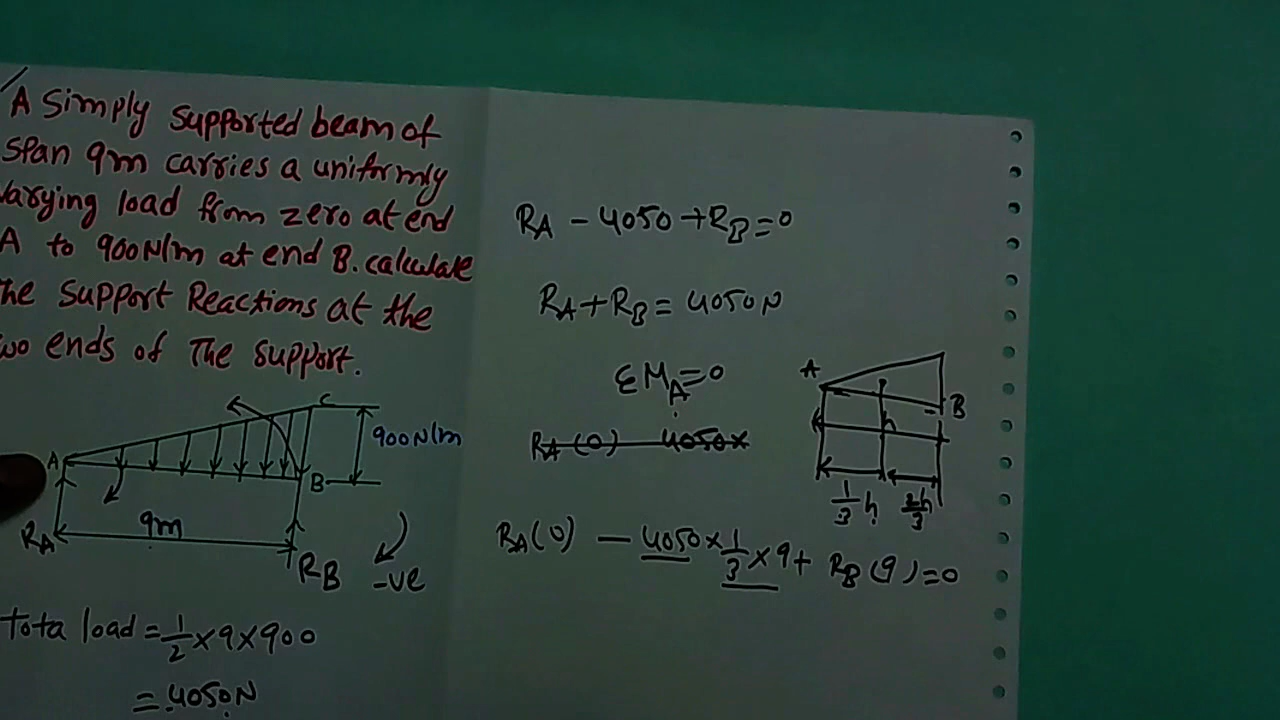 A Simply Supported beam of
Span 9m carries a uniformly
Varying load from zero at end
A to 900N/m at end B. calculate
The Support Reactions at the
two ends of The Support.
C
900N/m
A
B
9m
RA
RB
-ve
Tota load = 1/2 × 9 × 900
= 4050N
RA - 4050 + RB = 0
RA + RB = 4050N
ΣMA = 0
RA(0) 4050×
RA(0) - 4050 × 1/3 × 9 + RB(9) = 0
A
B
h
1/3 h
2h/3